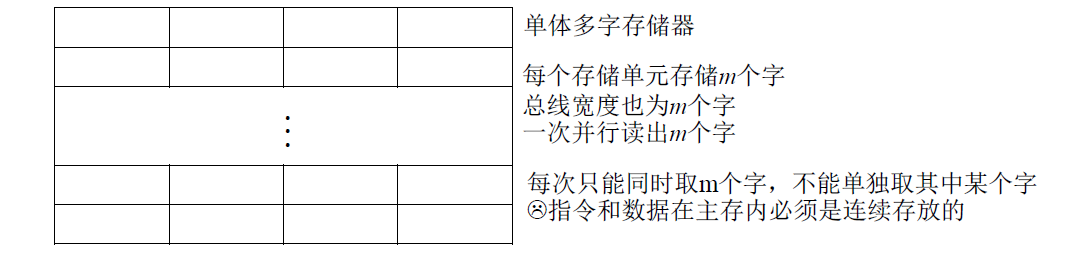 单体多字存储器
每个存储单元存储m个字
总线宽度也为m个字
一次并行读出m个字
⋮
每次只能同时取m个字，不能单独取其中某个字
☹指令和数据在主存内必须是连续存放的